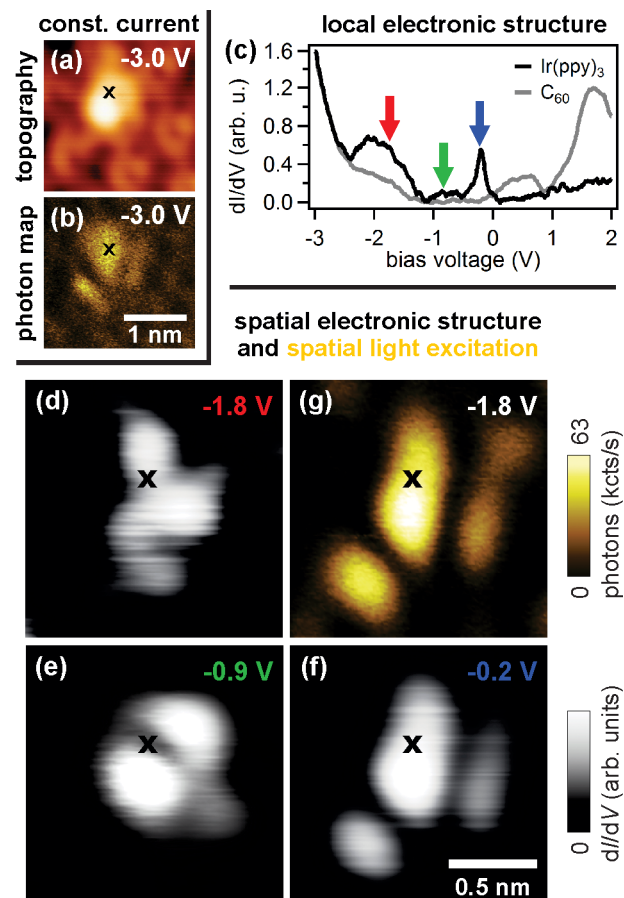 const. current
topography
(a)
-3.0 V
x
photon map
(b)
-3.0 V
x
1 nm
local electronic structure
(c)
dI/dV (arb. u.)
1.6
1.2
0.8
0.4
0.0
Ir(ppy)3
C60
-3
-2
-1
0
1
2
bias voltage (V)
spatial electronic structure
and spatial light excitation
(d)
-1.8 V
x
(g)
-1.8 V
x
63
photons (kcts/s)
0
(e)
-0.9 V
x
(f)
-0.2 V
x
0.5 nm
dI/dV (arb. units)
0